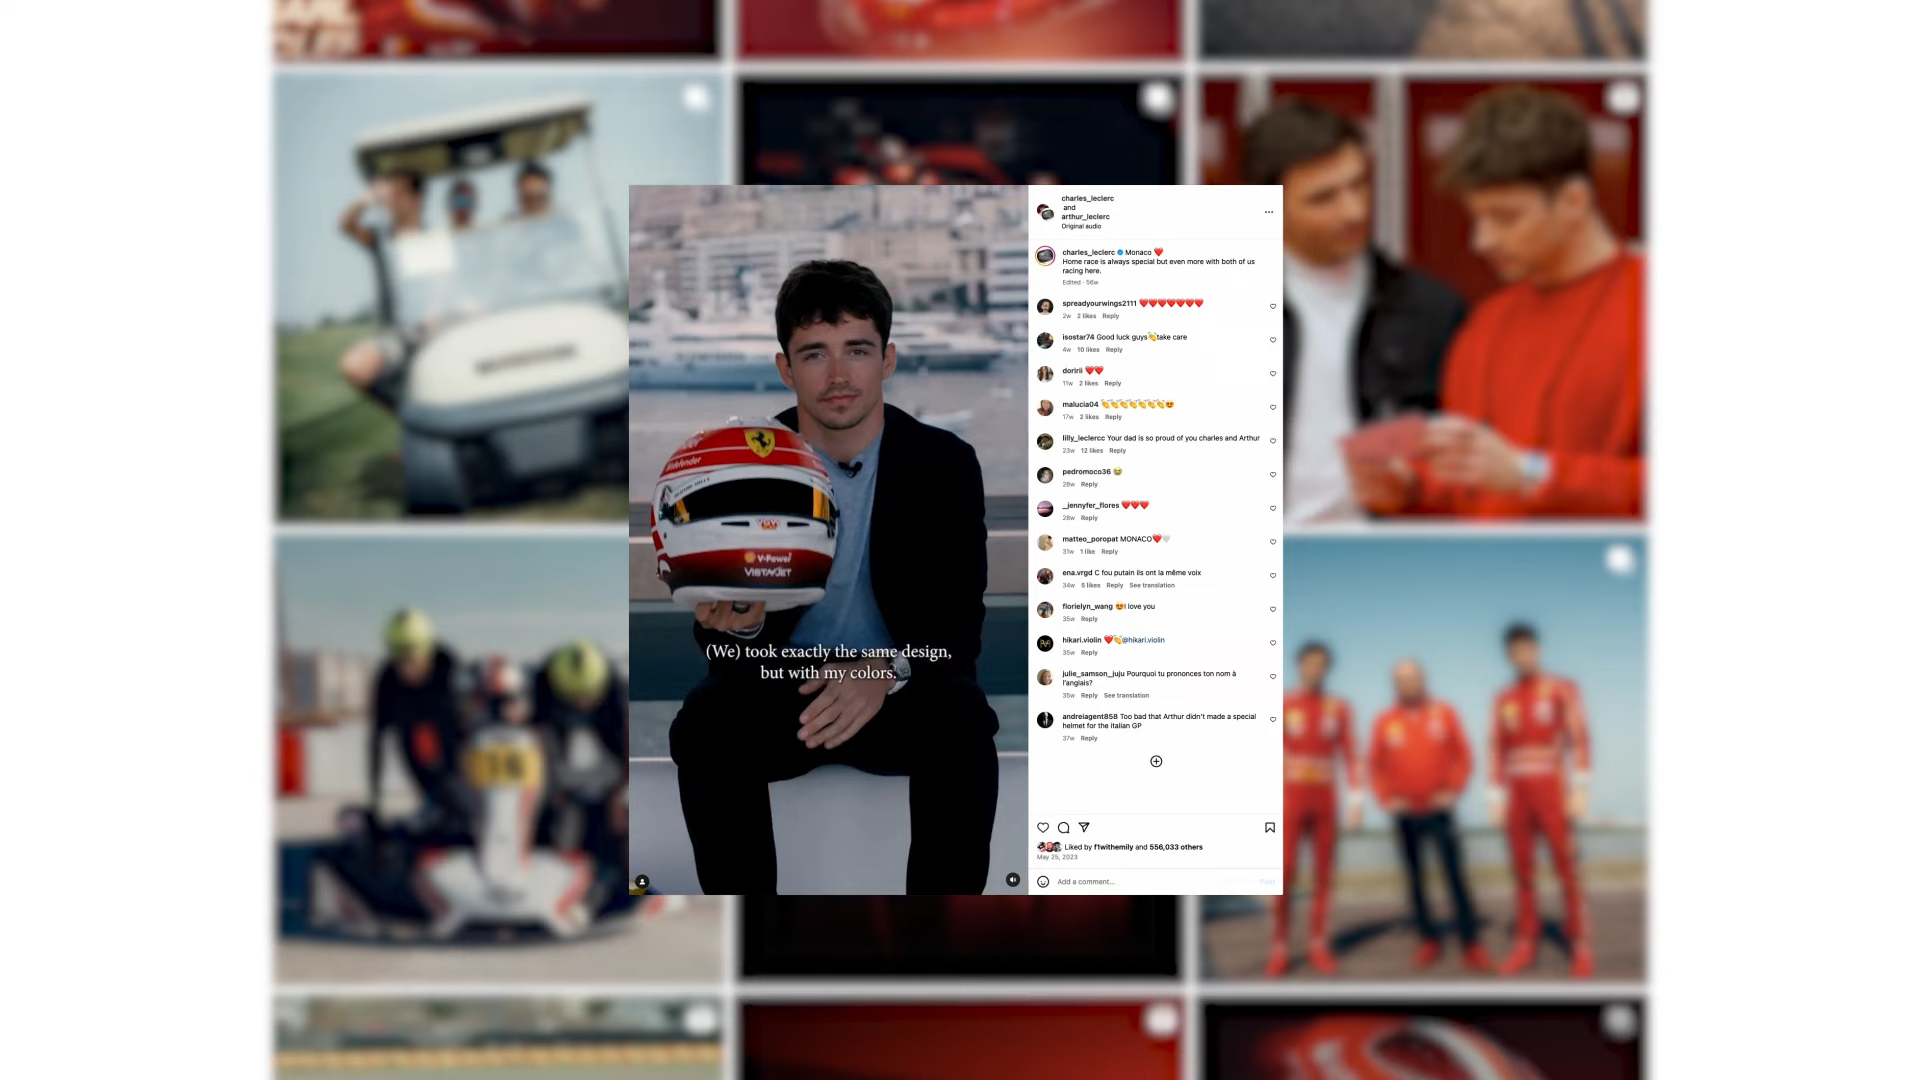 charles_leclerc
and
arthur_leclerc
Original audio
charles_leclerc Monaco ❤️
Home race is always special but even more with both of us
racing here.
Edited · 56w
spreadyourwings2111 ❤️❤️❤️❤️❤️❤️❤️
2w 2 likes Reply
isostar74 Good luck guys👏take care
4w 10 likes Reply
doririi ❤️❤️
11w 2 likes Reply
malucia04 👏👏👏👏👏👏👏😍
17w 2 likes Reply
lilly_leclercc Your dad is so proud of you charles and Arthur
23w 12 likes Reply
pedromoco36 😂
28w Reply
_jennyfer_flores ❤️❤️❤️
28w Reply
matteo_poropat MONACO❤️🤍
31w 1 like Reply
ena.vrgd C fou putain ils ont la même voix
34w 5 likes Reply See translation
florielyn_wang 😍I love you
35w Reply
hikari.violin ❤️👏@hikari.violin
35w Reply
julie_samson_juju Pourquoi tu prononces ton nom à
l'anglais?
35w Reply See translation
andreiagent858 Too bad that Arthur didn't made a special
helmet for the Italian GP
37w Reply
Liked by f1withemily and 556,033 others
May 25, 2023
Add a comment...
Post
Bitdefender
RICHARD MILLE
V-Power
VISTAJET
(We) took exactly the same design,
but with my colors.
16